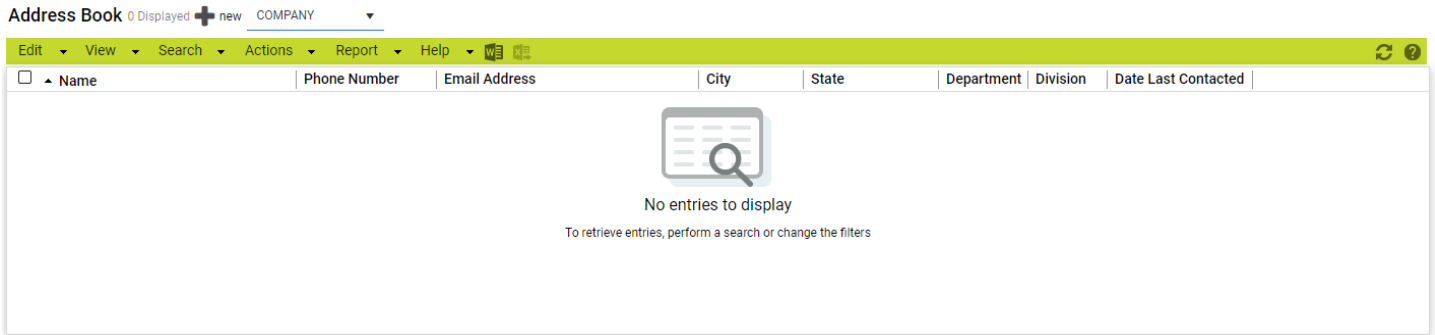 Address Book 0 Displayed new COMPANY
Edit View Search Actions Report Help
Name Phone Number Email Address City State Department Division Date Last Contacted
No entries to display
To retrieve entries, perform a search or change the filters